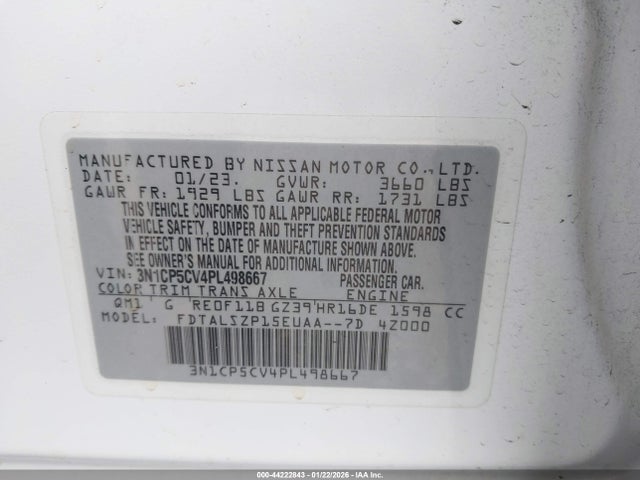 MANUFACTURED BY NISSAN MOTOR CO., LTD.
DATE: 01/23. GVWR: 3660 LBS
GAWR FR: 1929 LBS GAWR RR: 1731 LBS
THIS VEHICLE CONFORMS TO ALL APPLICABLE FEDERAL MOTOR
VEHICLE SAFETY, BUMPER AND THEFT PREVENTION STANDARDS
IN EFFECT ON THE DATE OF MANUFACTURE SHOWN ABOVE.
SEE OWNER'S MANUAL FOR ADDITIONAL INFORMATION.
VIN: 3N1CP5CV4PL498667 PASSENGER CAR.
COLOR TRIM TRANS AXLE ENGINE
QM1 G RE0F11B GZ39 HR16DE 1598 CC
MODEL: FDTALSZP15EUAA--7D 4Z000
3N1CP5CV4PL498667
000-44222843 - 01/22/2026 - IAA Inc.